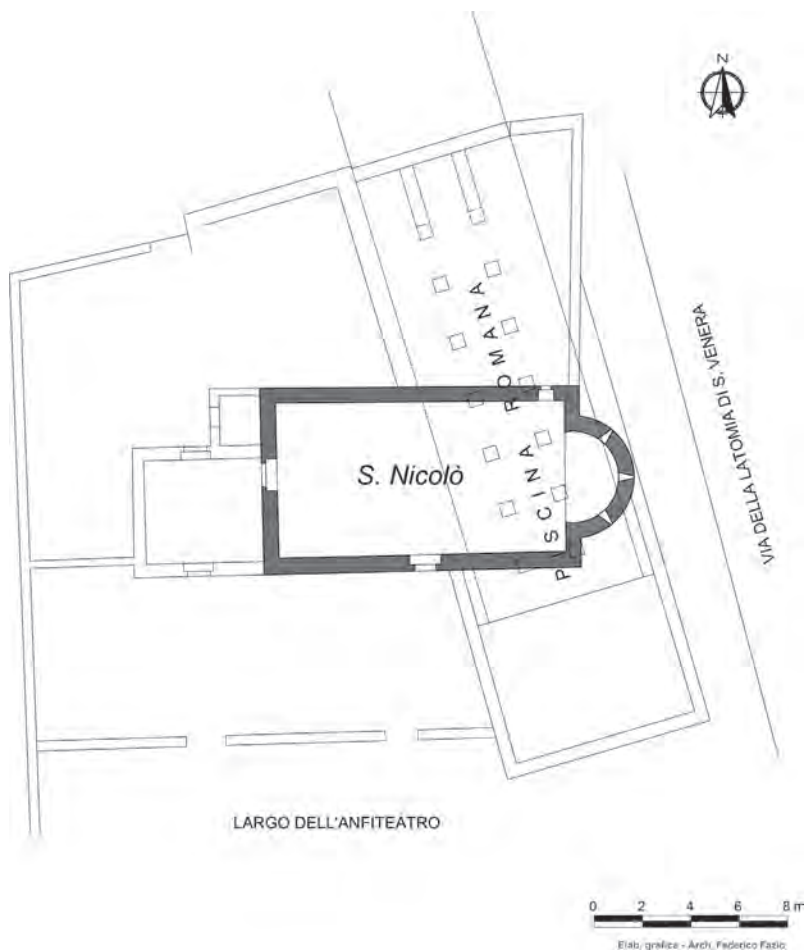 N
PISCINA ROMANA
S. Nicolò
VIA DELLA LATOMIA DI S. VENERA
LARGO DELL'ANFITEATRO
0 2 4 6 8 m
Elab. grafica - Arch. Federico Fazio